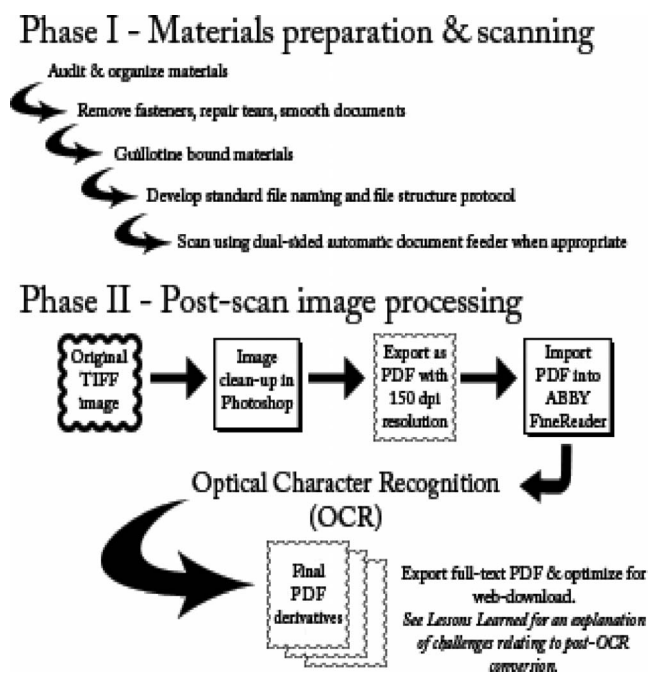 Phase I - Materials preparation & scanning
Audit & organize materials
Remove fasteners, repair tears, smooth documents
Guillotine bound materials
Develop standard file naming and file structure protocol
Scan using dual-sided automatic document feeder when appropriate
Phase II - Post-scan image processing
Original
TIFF
image
Image
clean-up in
Photoshop
Export as
PDF with
150 dpi
resolution
Import
PDF into
ABBY
FineReader
Optical Character Recognition
(OCR)
Final
PDF
derivatives
Export full-text PDF & optimize for
web-download.
See Lessons Learned for an explanation
of challenges relating to post-OCR
conversion.